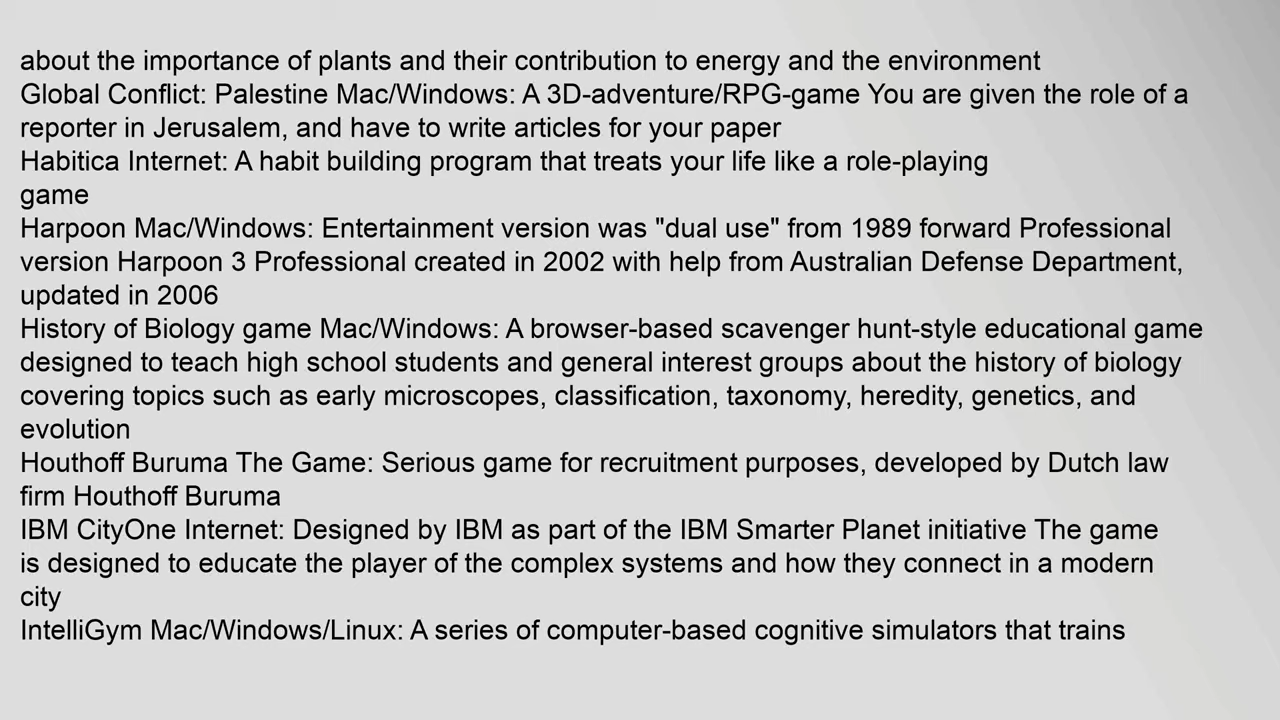 about the importance of plants and their contribution to energy and the environment
Global Conflict: Palestine Mac/Windows: A 3D-adventure/RPG-game You are given the role of a
reporter in Jerusalem, and have to write articles for your paper
Habitica Internet: A habit building program that treats your life like a role-playing
game
Harpoon Mac/Windows: Entertainment version was "dual use" from 1989 forward Professional
version Harpoon 3 Professional created in 2002 with help from Australian Defense Department,
updated in 2006
History of Biology game Mac/Windows: A browser-based scavenger hunt-style educational game
designed to teach high school students and general interest groups about the history of biology
covering topics such as early microscopes, classification, taxonomy, heredity, genetics, and
evolution
Houthoff Buruma The Game: Serious game for recruitment purposes, developed by Dutch law
firm Houthoff Buruma
IBM CityOne Internet: Designed by IBM as part of the IBM Smarter Planet initiative The game
is designed to educate the player of the complex systems and how they connect in a modern
city
IntelliGym Mac/Windows/Linux: A series of computer-based cognitive simulators that trains